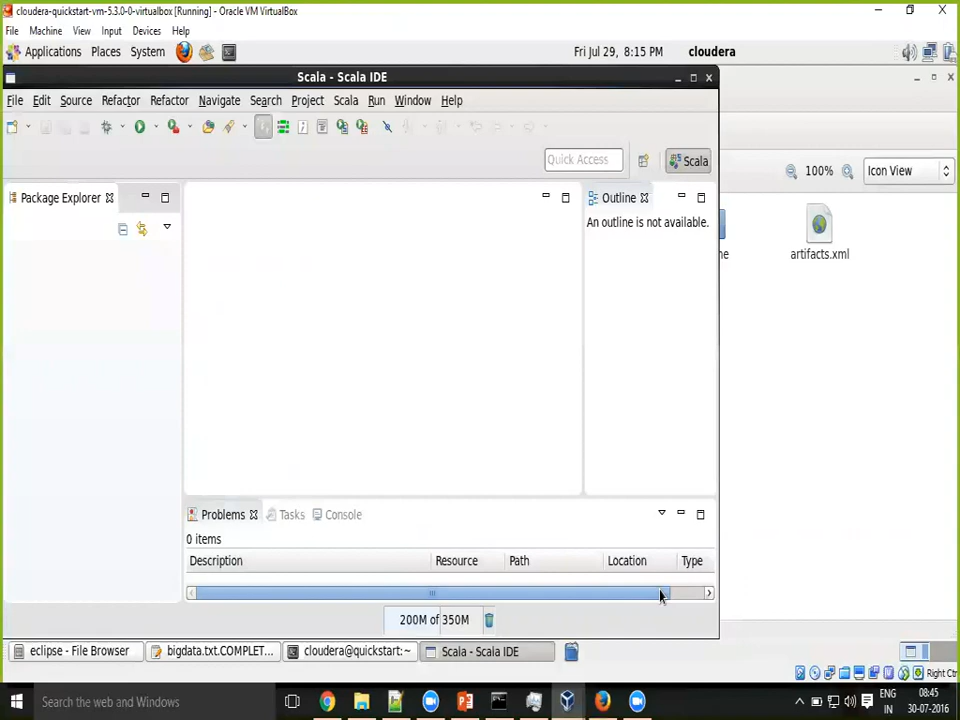 cloudera-quickstart-vm-5.3.0-0-virtualbox [Running] - Oracle VM VirtualBox
File Machine View Input Devices Help
Applications Places System Fri Jul 29, 8:15 PM cloudera
Scala - Scala IDE
File Edit Source Refactor Refactor Navigate Search Project Scala Run Window Help
Quick Access Scala
100% Icon View
Package Explorer
Outline
An outline is not available.
me artifacts.xml
Problems Tasks Console
0 items
Description Resource Path Location Type
200M of 350M
eclipse - File Browser bigdata.txt.COMPLET... cloudera@quickstart:~ Scala - Scala IDE
Right Ctr
Search the web and Windows
ENG
IN
08:45
30-07-2016